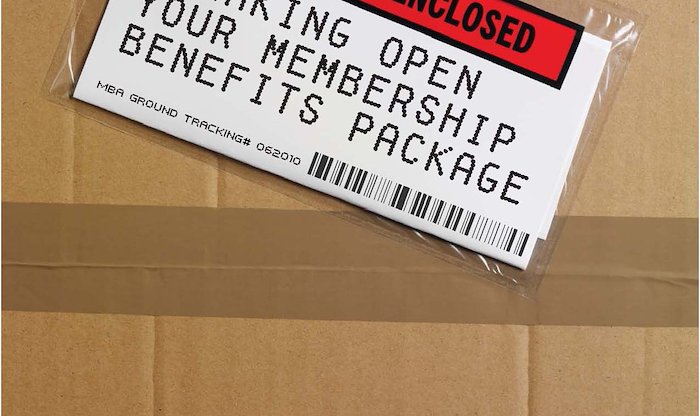 ENCLOSED
AKING OPEN
YOUR MEMBERSHIP
BENEFITS PACKAGE
MBA GROUND TRACKING# 062010